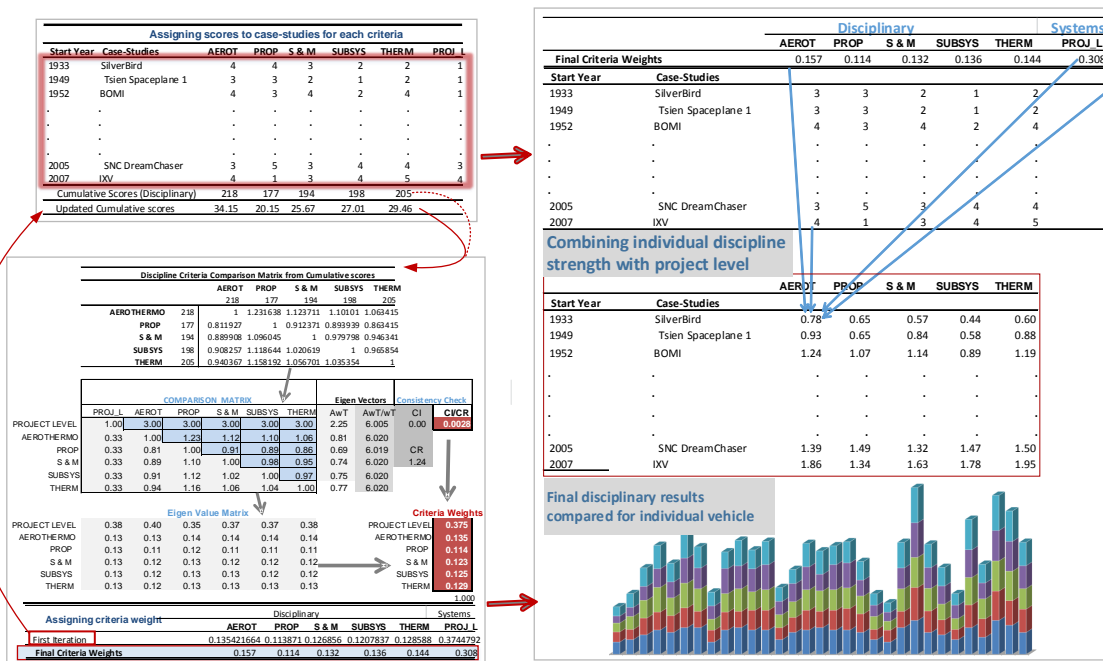 Assigning scores to case-studies for each criteria
Start Year Case-Studies AEROT PROP S & M SUBSYS THERM PROJ_L
1933 SilverBird 4 4 3 2 2 1
1949 Tsien Spaceplane 1 3 3 2 1 2 1
1952 BOMI 4 3 4 2 4 1
. . . . . . . .
. . . . . . . .
. . . . . . . .
2005 SNC DreamChaser 3 5 3 4 4 3
2007 IXV 4 1 3 4 5 4
Cumulative Scores (Disciplinary) 218 177 194 198 205
Updated Cumulative scores 34.15 20.15 25.67 27.01 29.46
Discipline Criteria Comparison Matrix from Cumulative scores
AEROT PROP S & M SUBSYS THERM
218 177 194 198 205
AEROTHERMO 218 1 1.231638 1.123711 1.10101 1.063415
PROP 177 0.811927 1 0.912371 0.893939 0.863415
S & M 194 0.889908 1.096045 1 0.979798 0.946341
SUBSYS 198 0.908257 1.118644 1.020619 1 0.965854
THERM 205 0.940367 1.158192 1.056701 1.035354 1
COMPARISON MATRIX Eigen Vectors Consistency Check
PROJ_L AEROT PROP S & M SUBSYS THERM AwT AwT/wT CI CI/CR
PROJECT LEVEL 1.00 3.00 3.00 3.00 3.00 3.00 2.25 6.005 0.00 0.0028
AEROTHERMO 0.33 1.00 1.23 1.12 1.10 1.06 0.81 6.020
PROP 0.33 0.81 1.00 0.91 0.89 0.86 0.69 6.019 CR
S & M 0.33 0.89 1.10 1.00 0.98 0.95 0.74 6.020 1.24
SUBSYS 0.33 0.91 1.12 1.02 1.00 0.97 0.75 6.020
THERM 0.33 0.94 1.16 1.06 1.04 1.00 0.77 6.020
Eigen Value Matrix Criteria Weights
PROJECT LEVEL 0.38 0.40 0.35 0.37 0.37 0.38 PROJECT LEVEL 0.375
AEROTHERMO 0.13 0.13 0.14 0.14 0.14 0.14 AEROTHERMO 0.135
PROP 0.13 0.11 0.12 0.11 0.11 0.11 PROP 0.114
S & M 0.13 0.12 0.13 0.12 0.12 0.12 S & M 0.123
SUBSYS 0.13 0.12 0.13 0.13 0.12 0.12 SUBSYS 0.125
THERM 0.13 0.12 0.13 0.13 0.13 0.13 THERM 0.129
1.000
Assigning criteria weight Disciplinary Systems
AEROT PROP S & M SUBSYS THERM PROJ_L
First Iteration 0.135421664 0.113871 0.126856 0.1207837 0.128588 0.3744792
Final Criteria Weights 0.157 0.114 0.132 0.136 0.144 0.308
Disciplinary Systems
AEROT PROP S & M SUBSYS THERM PROJ_L
Final Criteria Weights 0.157 0.114 0.132 0.136 0.144 0.308
Start Year Case-Studies
1933 SilverBird 3 3 2 1 2
1949 Tsien Spaceplane 1 3 3 2 1 2
1952 BOMI 4 3 4 2 4
. . . . . . .
. . . . . . .
. . . . . . .
2005 SNC DreamChaser 3 5 3 4 4
2007 IXV 4 1 3 4 5
Combining individual discipline
strength with project level
AEROT PROP S & M SUBSYS THERM
Start Year Case-Studies
1933 SilverBird 0.78 0.65 0.57 0.44 0.60
1949 Tsien Spaceplane 1 0.93 0.65 0.84 0.58 0.88
1952 BOMI 1.24 1.07 1.14 0.89 1.19
. . . . . . .
. . . . . . .
. . . . . . .
2005 SNC DreamChaser 1.39 1.49 1.32 1.47 1.50
2007 IXV 1.86 1.34 1.63 1.78 1.95
Final disciplinary results
compared for individual vehicle